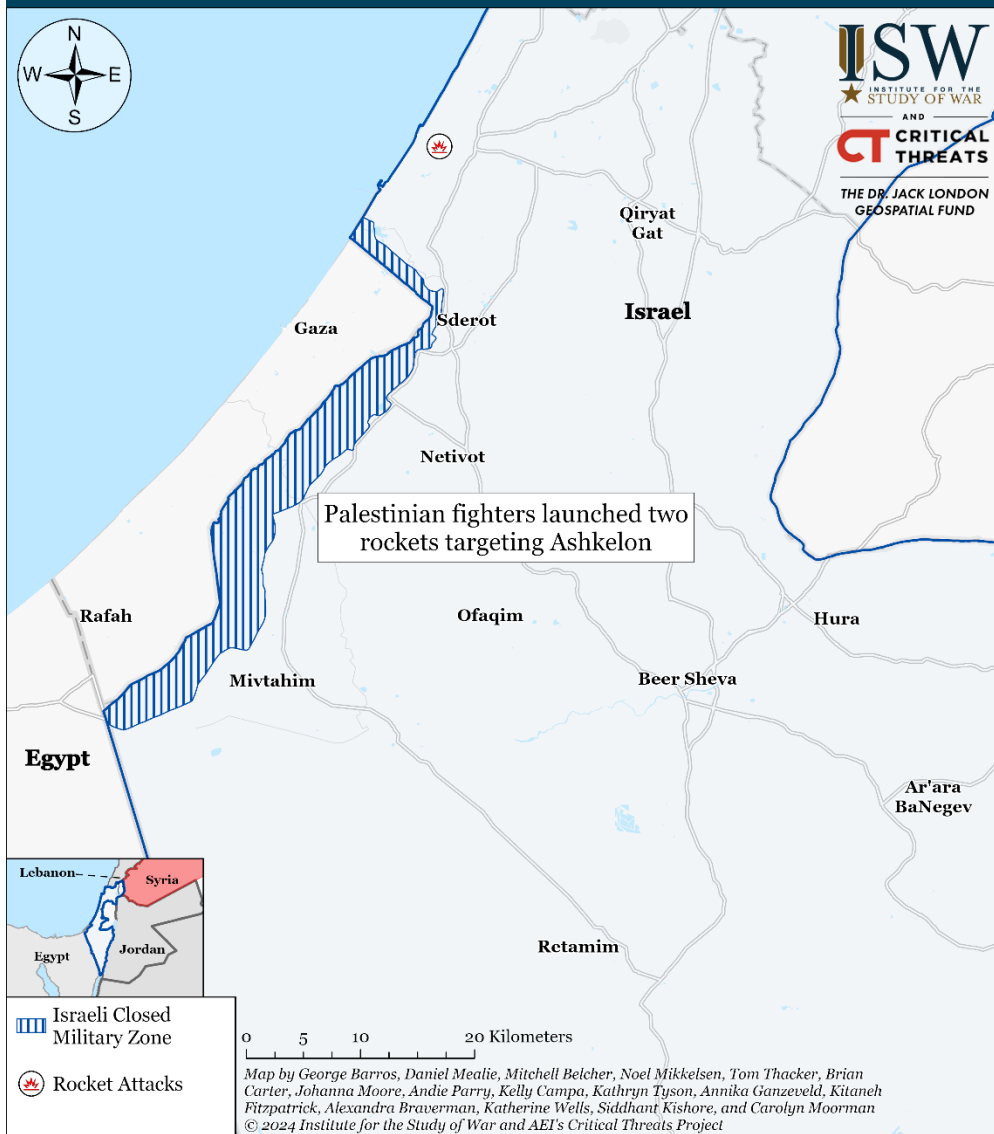 N
W
E
S
ISW
INSTITUTE FOR THE
STUDY OF WAR
AND
CT CRITICAL
THREATS
THE DR. JACK LONDON
GEOSPATIAL FUND
Qiryat
Gat
Israel
Gaza
Sderot
Netivot
Palestinian fighters launched two
rockets targeting Ashkelon
Rafah
Ofaqim
Hura
Mivtahim
Beer Sheva
Egypt
Ar'ara
BaNegev
Lebanon
Syria
Egypt
Jordan
Retamim
Israeli Closed
Military Zone
Rocket Attacks
0 5 10 20 Kilometers
Map by George Barros, Daniel Mealie, Mitchell Belcher, Noel Mikkelsen, Tom Thacker, Brian
Carter, Johanna Moore, Andie Parry, Kelly Campa, Kathryn Tyson, Annika Ganzeveld, Kitaneh
Fitzpatrick, Alexandra Braverman, Katherine Wells, Siddhant Kishore, and Carolyn Moorman
© 2024 Institute for the Study of War and AEI's Critical Threats Project